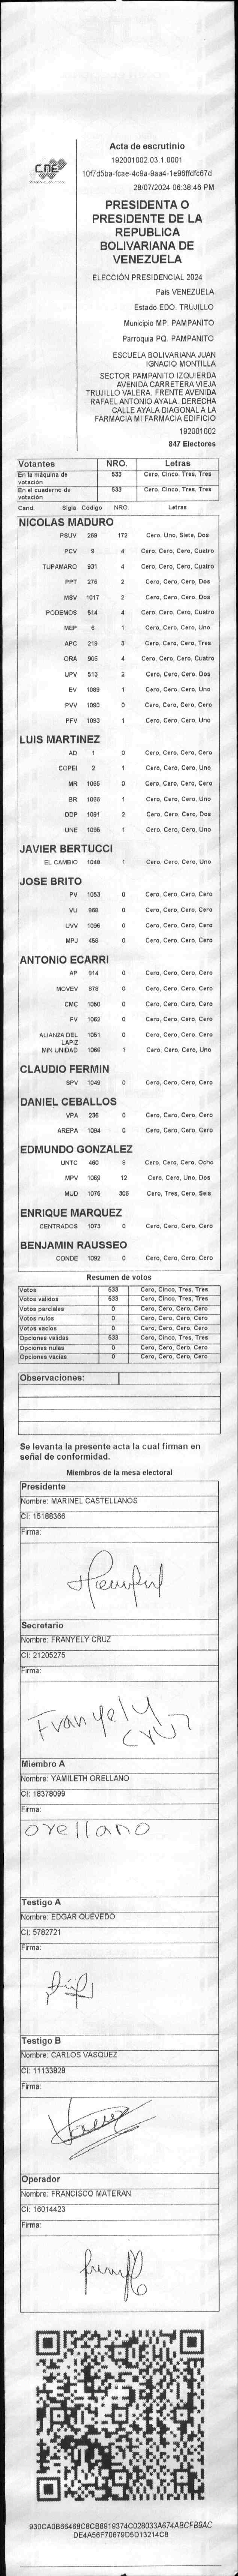 CNE
Acta de escrutinio
192001002.03.1.0001
10f7d5ba-fcae-4c9a-9aa4-1e96ffdfc67d
28/07/2024 06:38:46 PM
PRESIDENTA O
PRESIDENTE DE LA
REPUBLICA
BOLIVARIANA DE
VENEZUELA
ELECCIÓN PRESIDENCIAL 2024
Pais VENEZUELA
Estado EDO. TRUJILLO
Municipio MP. PAMPANITO
Parroquia PQ. PAMPANITO
ESCUELA BOLIVARIANA JUAN
IGNACIO MONTILLA
SECTOR PAMPANITO IZQUIERDA
AVENIDA CARRETERA VIEJA
TRUJILLO VALERA. FRENTE AVENIDA
RAFAEL ANTONIO AYALA. DERECHA
CALLE AYALA DIAGONAL A LA
FARMACIA MI FARMACIA EDIFICIO
192001002
847 Electores
Votantes NRO. Letras
En la máquina de votación 533 Cero, Cinco, Tres, Tres
En el cuaderno de votación 533 Cero, Cinco, Tres, Tres
Cand. Sigla Código NRO. Letras
NICOLAS MADURO
PSUV 269 172 Cero, Uno, Siete, Dos
PCV 9 4 Cero, Cero, Cero, Cuatro
TUPAMARO 931 4 Cero, Cero, Cero, Cuatro
PPT 276 2 Cero, Cero, Cero, Dos
MSV 1017 2 Cero, Cero, Cero, Dos
PODEMOS 514 4 Cero, Cero, Cero, Cuatro
MEP 6 1 Cero, Cero, Cero, Uno
APC 219 3 Cero, Cero, Cero, Tres
ORA 906 4 Cero, Cero, Cero, Cuatro
UPV 512 2 Cero, Cero, Cero, Dos
EV 1089 1 Cero, Cero, Cero, Uno
PVV 1090 0 Cero, Cero, Cero, Cero
PFV 1093 1 Cero, Cero, Cero, Uno
LUIS MARTINEZ
AD 1 0 Cero, Cero, Cero, Cero
COPEI 2 1 Cero, Cero, Cero, Uno
MR 1065 0 Cero, Cero, Cero, Cero
BR 1066 1 Cero, Cero, Cero, Uno
DDP 1091 2 Cero, Cero, Cero, Dos
UNE 1095 1 Cero, Cero, Cero, Uno
JAVIER BERTUCCI
EL CAMBIO 1048 1 Cero, Cero, Cero, Uno
JOSE BRITO
PV 1053 0 Cero, Cero, Cero, Cero
VU 868 0 Cero, Cero, Cero, Cero
UVV 1096 0 Cero, Cero, Cero, Cero
MPJ 458 0 Cero, Cero, Cero, Cero
ANTONIO ECARRI
AP 914 0 Cero, Cero, Cero, Cero
MOVEV 878 0 Cero, Cero, Cero, Cero
CMC 1050 0 Cero, Cero, Cero, Cero
FV 1062 0 Cero, Cero, Cero, Cero
ALIANZA DEL LAPIZ 1051 0 Cero, Cero, Cero, Cero
MIN UNIDAD 1069 1 Cero, Cero, Cero, Uno
CLAUDIO FERMIN
SPV 1049 0 Cero, Cero, Cero, Cero
DANIEL CEBALLOS
VPA 236 0 Cero, Cero, Cero, Cero
AREPA 1094 0 Cero, Cero, Cero, Cero
EDMUNDO GONZALEZ
UNTC 460 8 Cero, Cero, Cero, Ocho
MPV 1059 12 Cero, Cero, Uno, Dos
MUD 1075 306 Cero, Tres, Cero, Seis
ENRIQUE MARQUEZ
CENTRADOS 1073 0 Cero, Cero, Cero, Cero
BENJAMIN RAUSSEO
CONDE 1092 0 Cero, Cero, Cero, Cero
Resumen de votos
Votos 533 Cero, Cinco, Tres, Tres
Votos válidos 533 Cero, Cinco, Tres, Tres
Votos parciales 0 Cero, Cero, Cero, Cero
Votos nulos 0 Cero, Cero, Cero, Cero
Votos vacíos 0 Cero, Cero, Cero, Cero
Opciones validas 533 Cero, Cinco, Tres, Tres
Opciones nulas 0 Cero, Cero, Cero, Cero
Opciones vacías 0 Cero, Cero, Cero, Cero
Observaciones:
Se levanta la presente acta la cual firman en
señal de conformidad.
Miembros de la mesa electoral
Presidente
Nombre: MARINEL CASTELLANOS
CI: 15188366
Firma:
Secretario
Nombre: FRANYELY CRUZ
CI: 21205275
Firma:
Franyely
Cruz
Miembro A
Nombre: YAMILETH ORELLANO
CI: 18378099
Firma:
orellano
Testigo A
Nombre: EDGAR QUEVEDO
CI: 5782721
Firma:
Testigo B
Nombre: CARLOS VASQUEZ
CI: 11133828
Firma:
Operador
Nombre: FRANCISCO MATERAN
CI: 16014423
Firma:
930CA0B66468C8CB8919374C028033A674ABCFB9AC
DE4A56F70679D5D13214C8